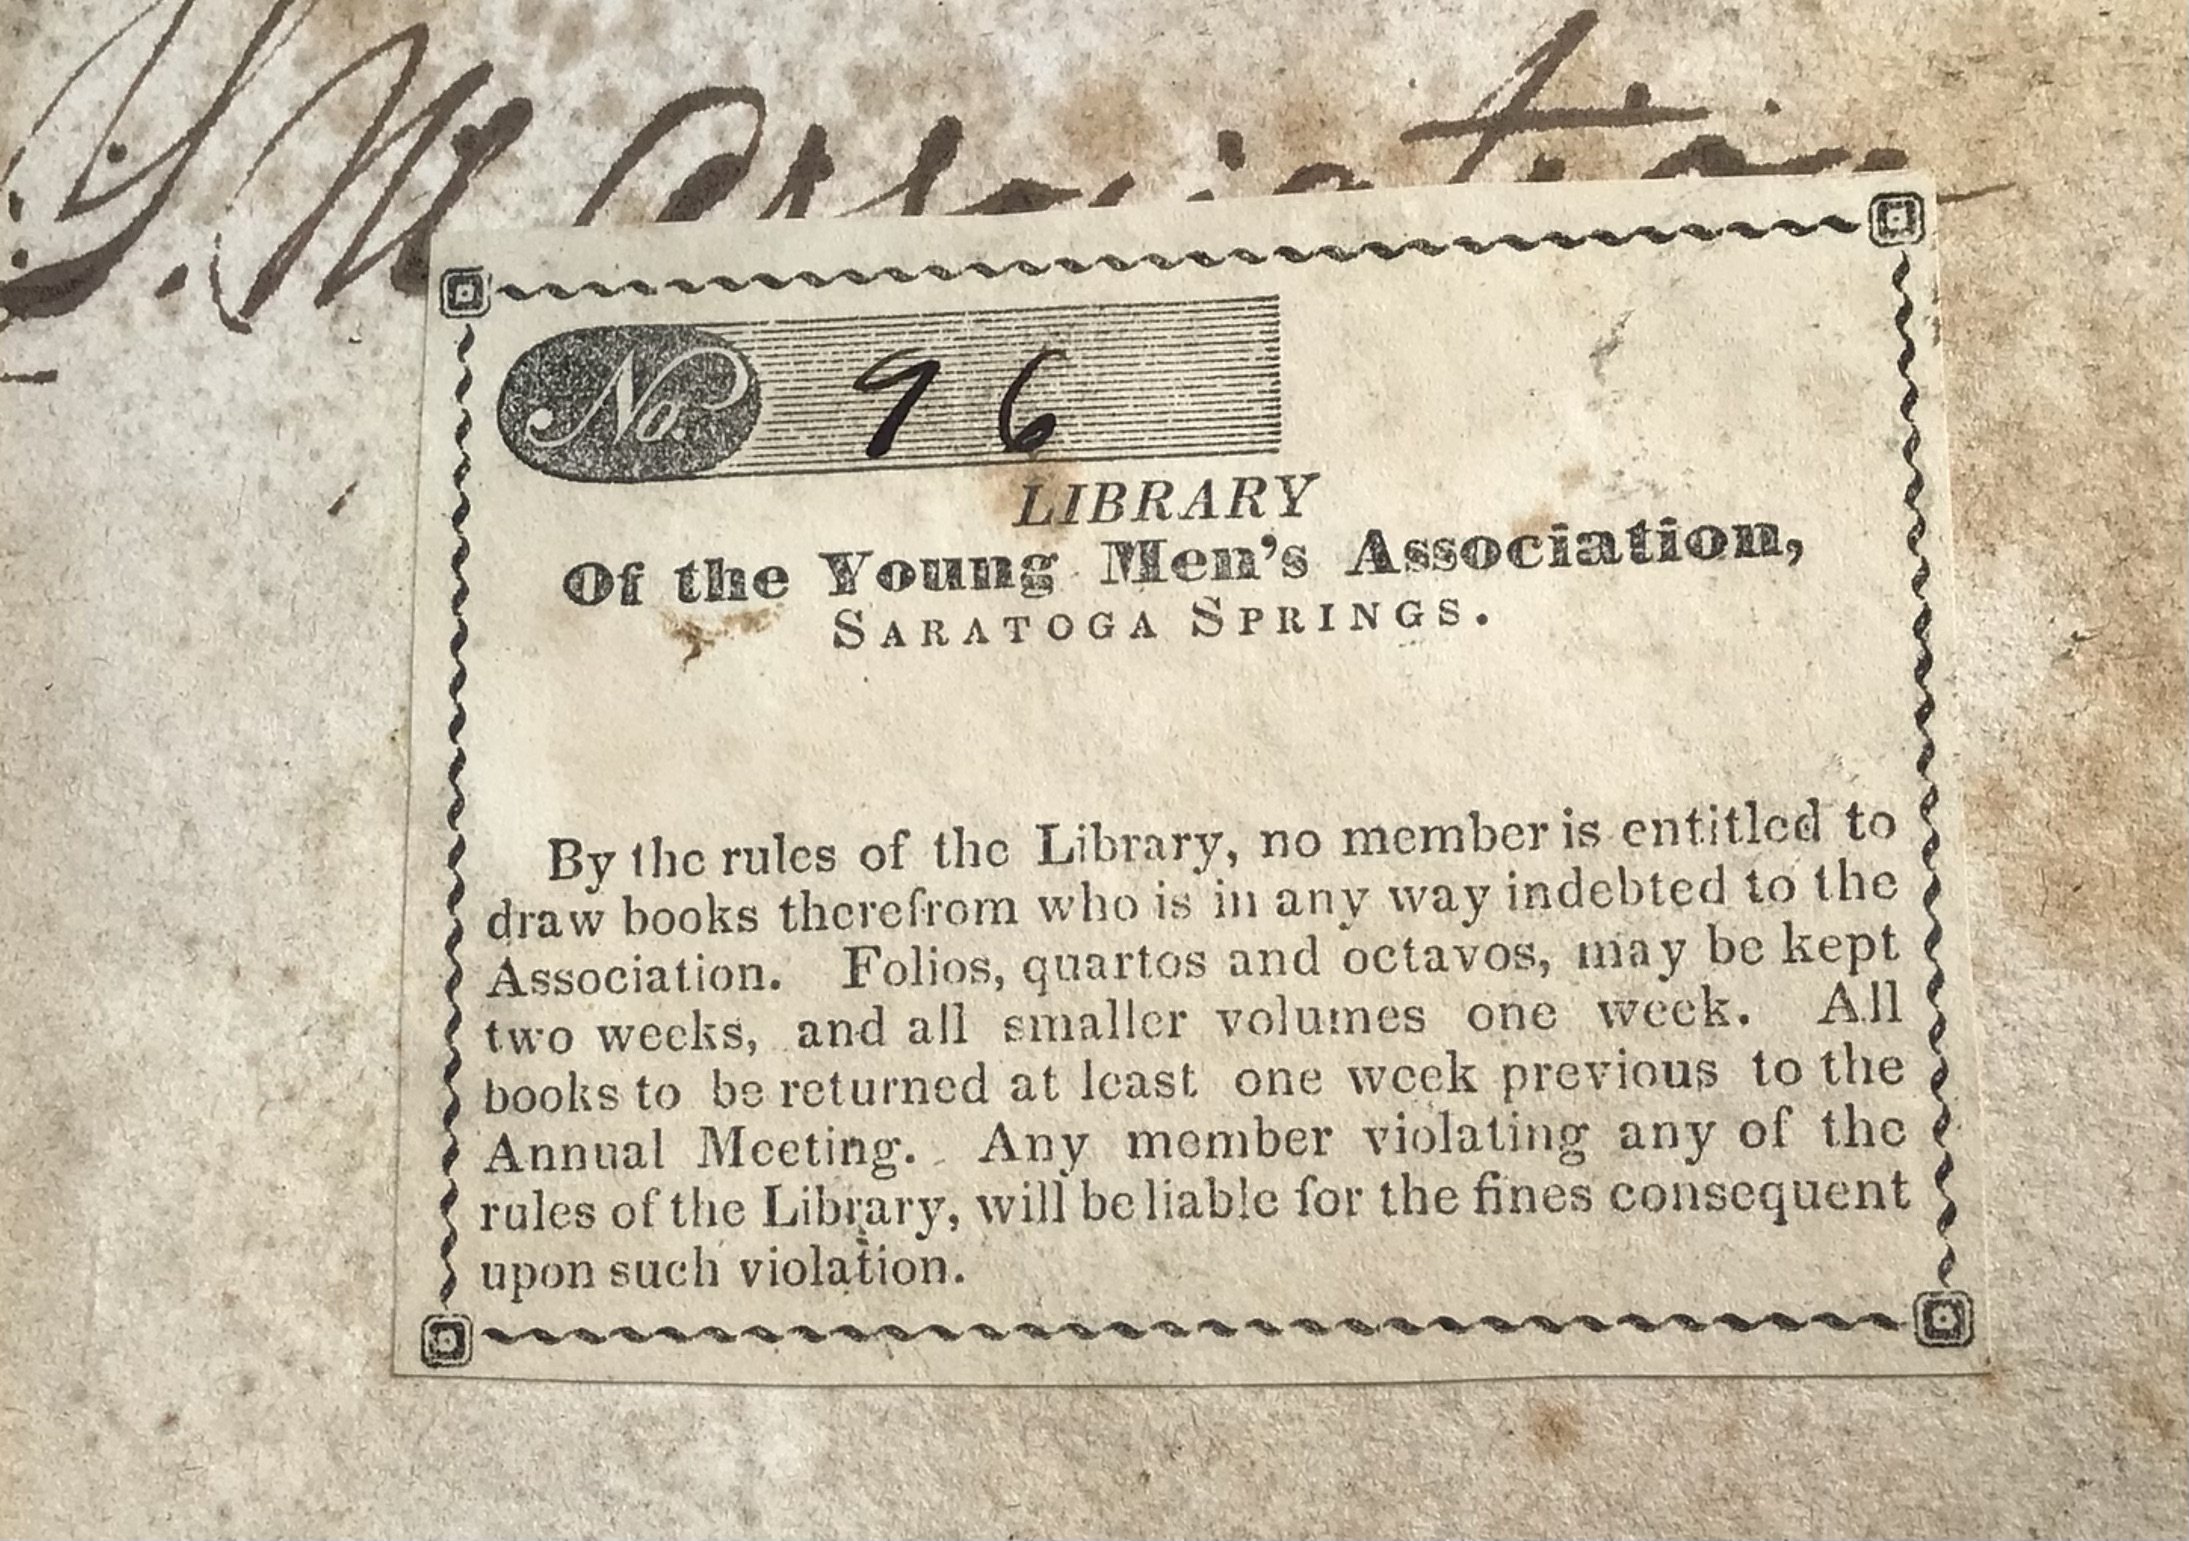 Y. M. Association
No. 96
LIBRARY
Of the Young Men's Association,
SARATOGA SPRINGS.
By the rules of the Library, no member is entitled to
draw books therefrom who is in any way indebted to the
Association. Folios, quartos and octavos, may be kept
two weeks, and all smaller volumes one week. All
books to be returned at least one week previous to the
Annual Meeting. Any member violating any of the
rules of the Library, will be liable for the fines consequent
upon such violation.